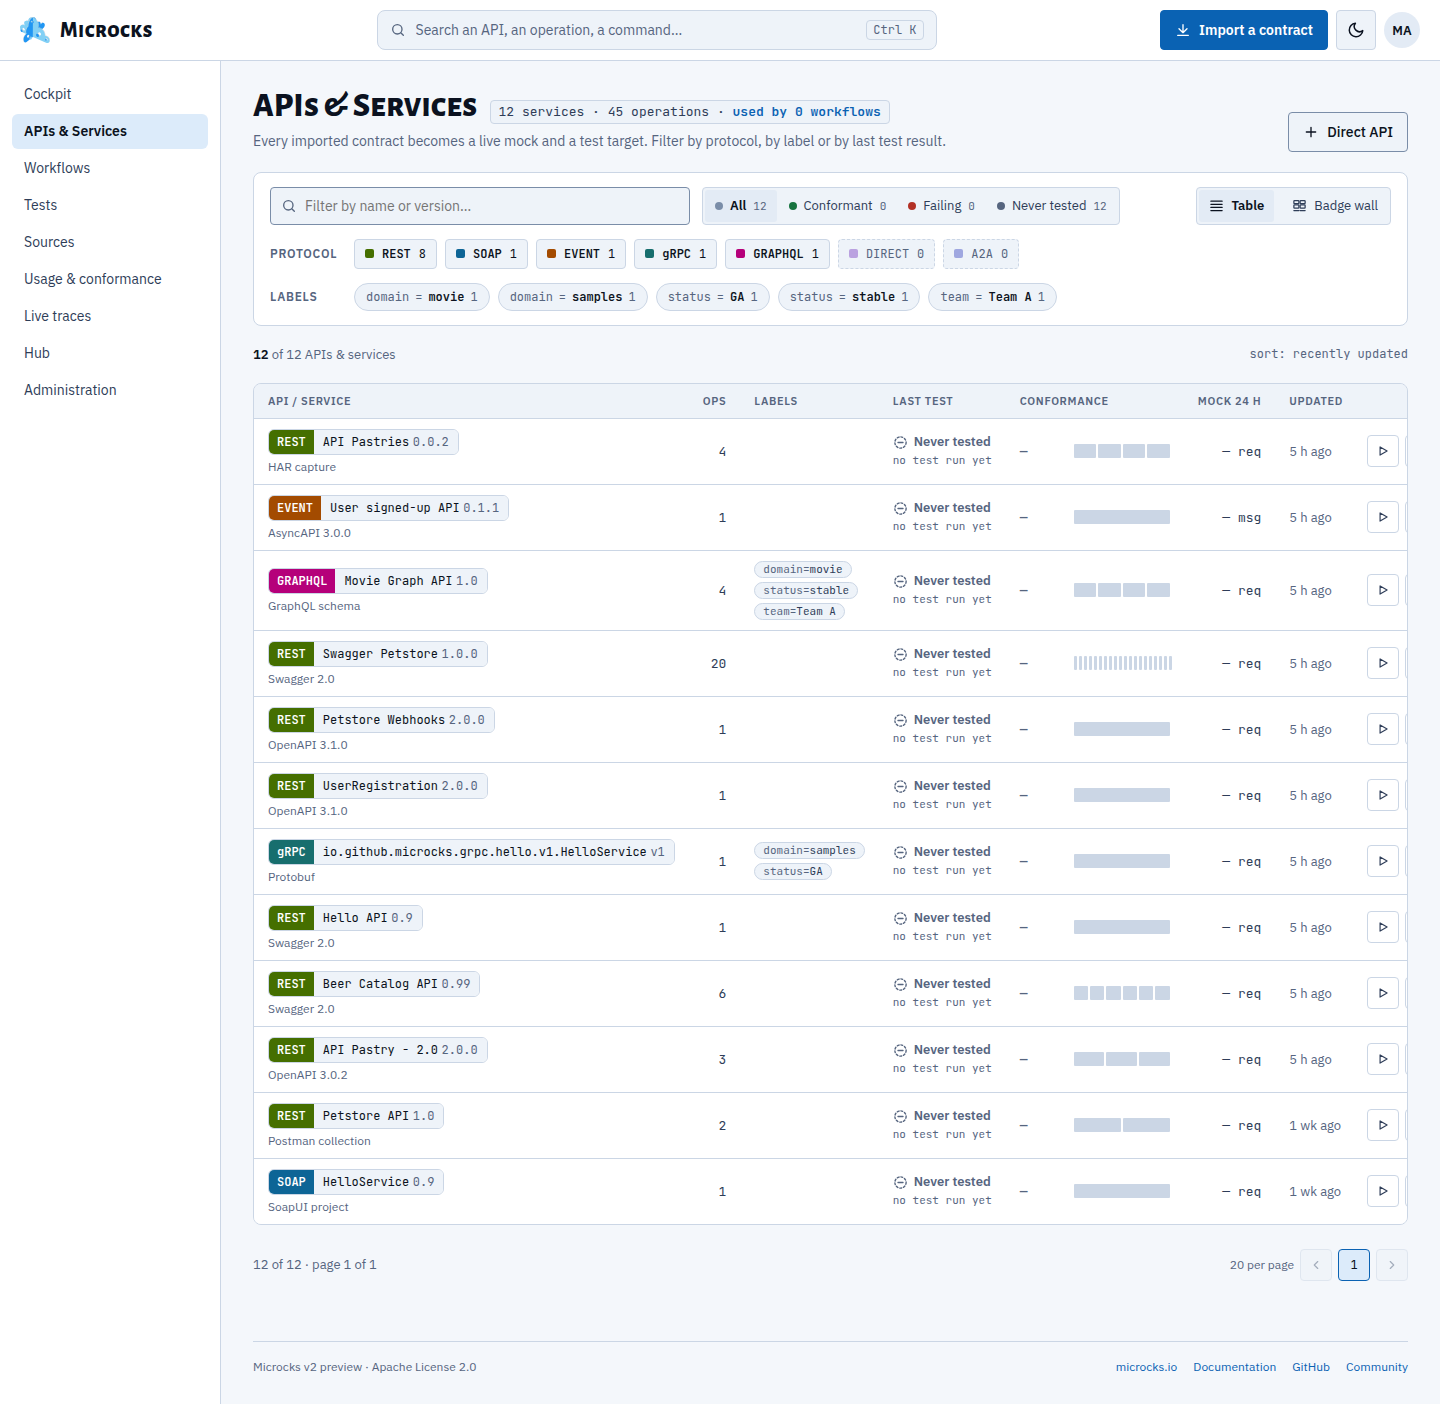 Microcks
Search an API, an operation, a command...
Ctrl K
Import a contract
MA
Cockpit
APIs & Services
Workflows
Tests
Sources
Usage & conformance
Live traces
Hub
Administration
APIs & Services
12 services · 45 operations · used by 0 workflows
Every imported contract becomes a live mock and a test target. Filter by protocol, by label or by last test result.
Direct API
Filter by name or version...
All 12
Conformant 0
Failing 0
Never tested 12
Table
Badge wall
PROTOCOL
REST 8
SOAP 1
EVENT 1
gRPC 1
GRAPHQL 1
DIRECT 0
A2A 0
LABELS
domain = movie 1
domain = samples 1
status = GA 1
status = stable 1
team = Team A 1
12 of 12 APIs & services
sort: recently updated
API / SERVICE OPS LABELS LAST TEST CONFORMANCE MOCK 24 H UPDATED
REST API Pastries 0.0.2
HAR capture
4
Never tested
no test run yet
—
— req
5 h ago
EVENT User signed-up API 0.1.1
AsyncAPI 3.0.0
1
Never tested
no test run yet
—
— msg
5 h ago
GRAPHQL Movie Graph API 1.0
GraphQL schema
4
domain=movie
status=stable
team=Team A
Never tested
no test run yet
—
— req
5 h ago
REST Swagger Petstore 1.0.0
Swagger 2.0
20
Never tested
no test run yet
—
— req
5 h ago
REST Petstore Webhooks 2.0.0
OpenAPI 3.1.0
1
Never tested
no test run yet
—
— req
5 h ago
REST UserRegistration 2.0.0
OpenAPI 3.1.0
1
Never tested
no test run yet
—
— req
5 h ago
gRPC io.github.microcks.grpc.hello.v1.HelloService v1
Protobuf
1
domain=samples
status=GA
Never tested
no test run yet
—
— req
5 h ago
REST Hello API 0.9
Swagger 2.0
1
Never tested
no test run yet
—
— req
5 h ago
REST Beer Catalog API 0.99
Swagger 2.0
6
Never tested
no test run yet
—
— req
5 h ago
REST API Pastry - 2.0 2.0.0
OpenAPI 3.0.2
3
Never tested
no test run yet
—
— req
5 h ago
REST Petstore API 1.0
Postman collection
2
Never tested
no test run yet
—
— req
1 wk ago
SOAP HelloService 0.9
SoapUI project
1
Never tested
no test run yet
—
— req
1 wk ago
12 of 12 · page 1 of 1
20 per page
1
Microcks v2 preview · Apache License 2.0
microcks.io
Documentation
GitHub
Community